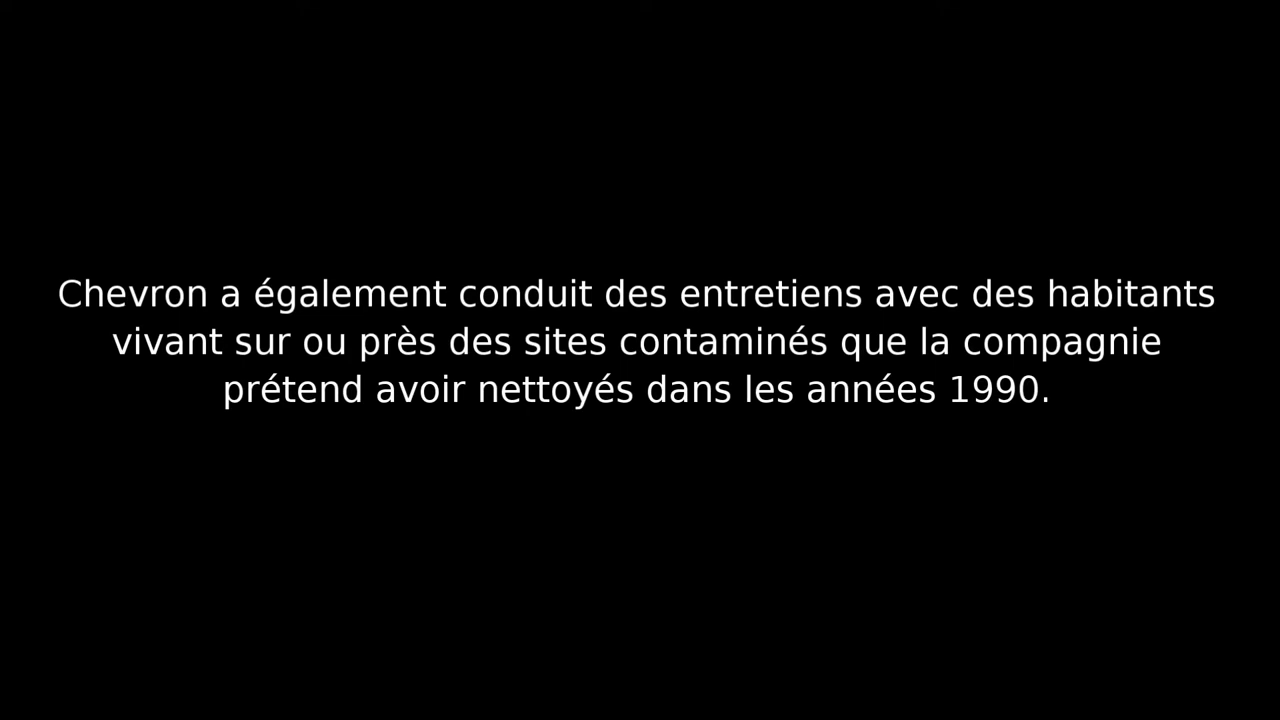 Chevron a également conduit des entretiens avec des habitants
vivant sur ou près des sites contaminés que la compagnie
prétend avoir nettoyés dans les années 1990.